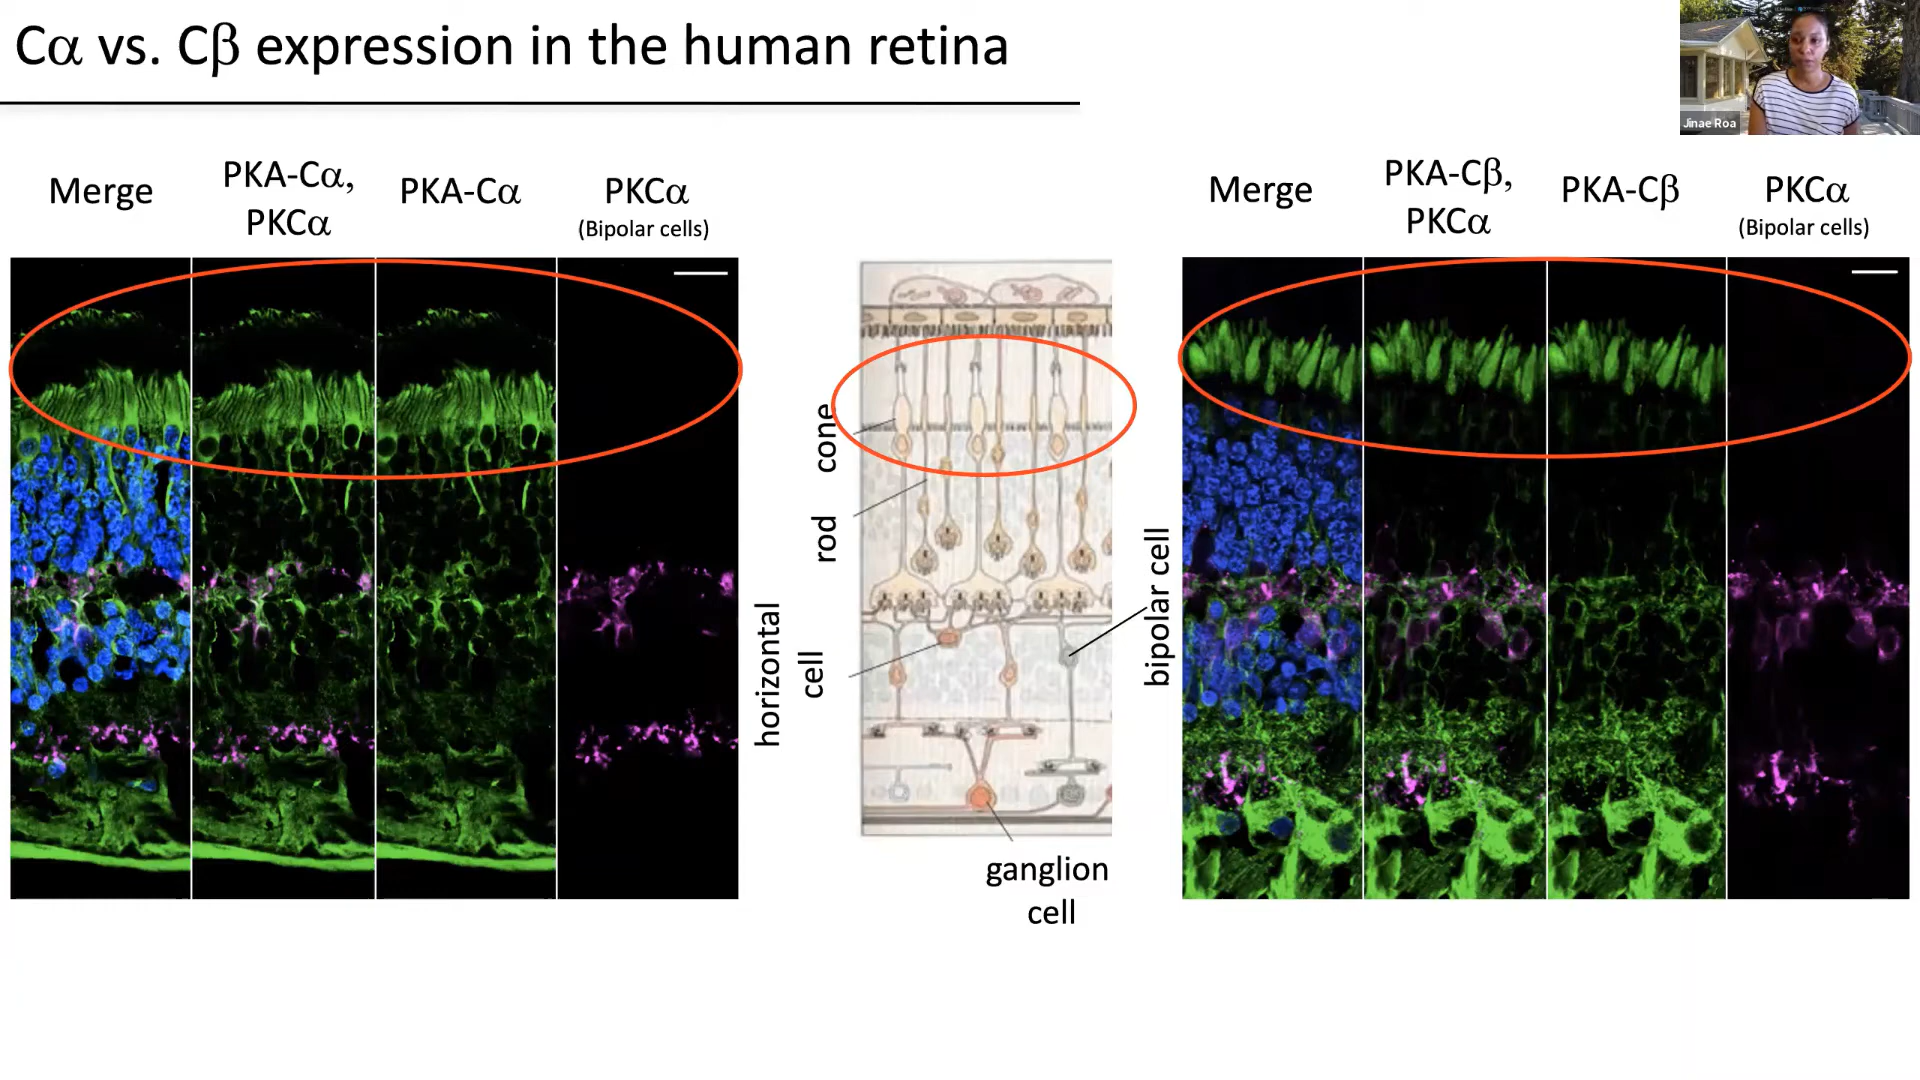 Cα vs. Cβ expression in the human retina
Jinae Roa
Merge
PKA-Cα,
PKCα
PKA-Cα
PKCα
(Bipolar cells)
cone
rod
horizontal
cell
bipolar cell
ganglion
cell
Merge
PKA-Cβ,
PKCα
PKA-Cβ
PKCα
(Bipolar cells)